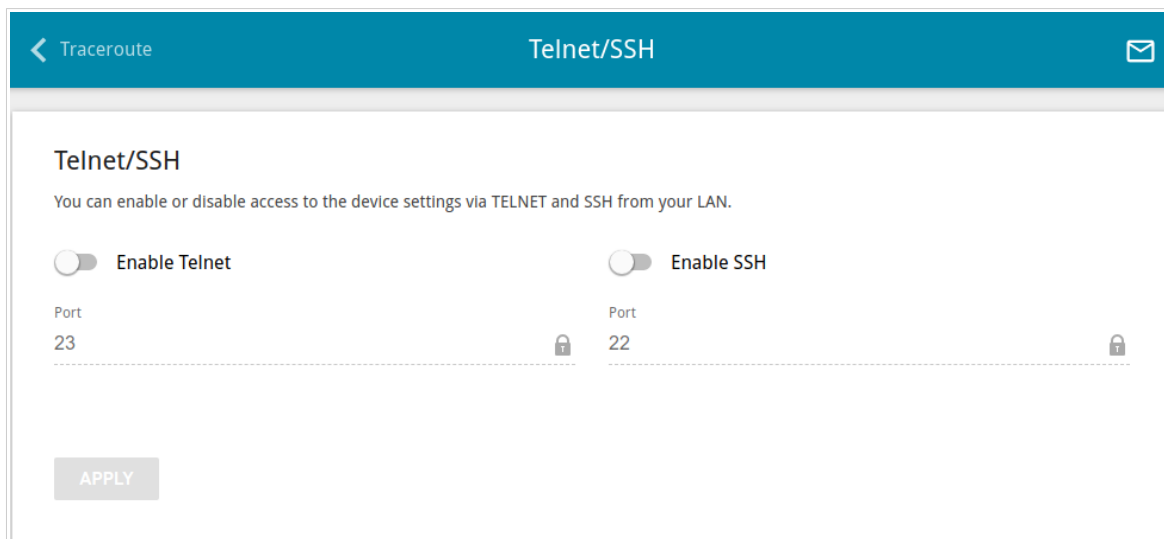 Traceroute
Telnet/SSH
Telnet/SSH
You can enable or disable access to the device settings via TELNET and SSH from your LAN.
Enable Telnet
Enable SSH
Port
Port
23
22
APPLY